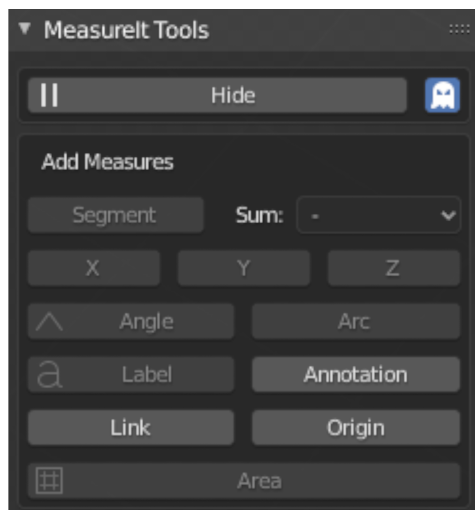 MeasureIt Tools
Hide
Add Measures
Segment Sum: -
X Y Z
Angle Arc
a Label Annotation
Link Origin
Area